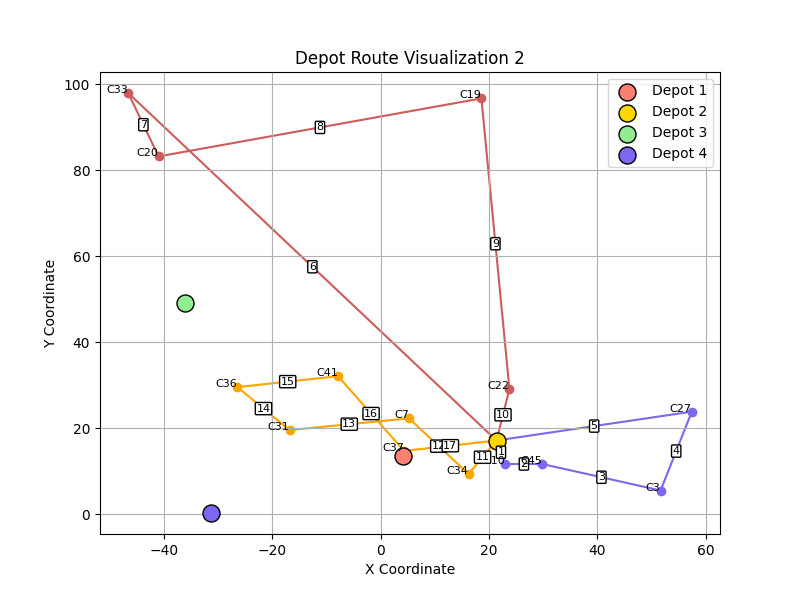 Depot Route Visualization 2
Depot 1
Depot 2
Depot 3
Depot 4
Y Coordinate
100
80
60
40
20
0
C33
C19
7
8
C20
9
6
C41
C36
15
C22
C27
14
16
10
C7
C31
13
5
C37
12
17
1
4
11
2
C45
C34
3
C3
−40
−20
0
20
40
60
X Coordinate